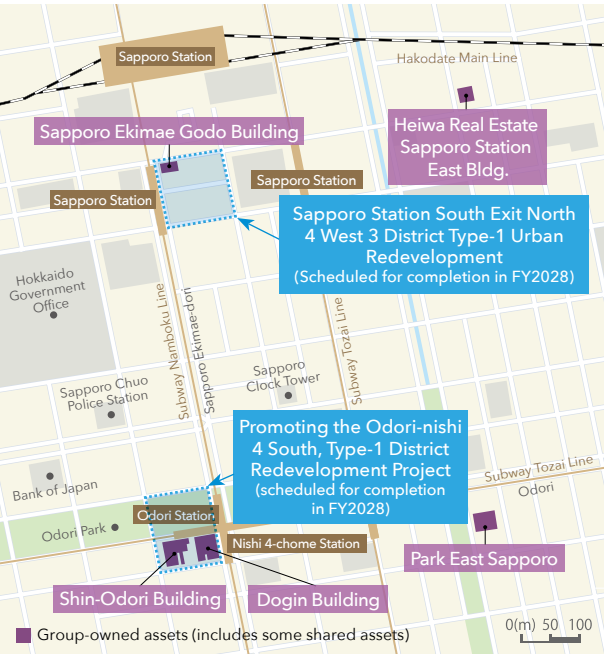 Sapporo Station
Hakodate Main Line
Sapporo Ekimae Godo Building
Heiwa Real Estate
Sapporo Station
East Bldg.
Sapporo Station
Sapporo Station
Sapporo Station South Exit North
4 West 3 District Type-1 Urban
Redevelopment
(Scheduled for completion in FY2028)
Hokkaido
Government
Office
Subway Namboku Line
Sapporo Ekimae-dori
Subway Tozai Line
Sapporo
Clock Tower
Sapporo Chuo
Police Station
Promoting the Odori-nishi
4 South, Type-1 District
Redevelopment Project
(scheduled for completion
in FY2028)
Bank of Japan
Subway Tozai Line
Odori
Odori Station
Odori Park
Nishi 4-chome Station
Park East Sapporo
Shin-Odori Building
Dogin Building
0(m) 50 100
Group-owned assets (includes some shared assets)